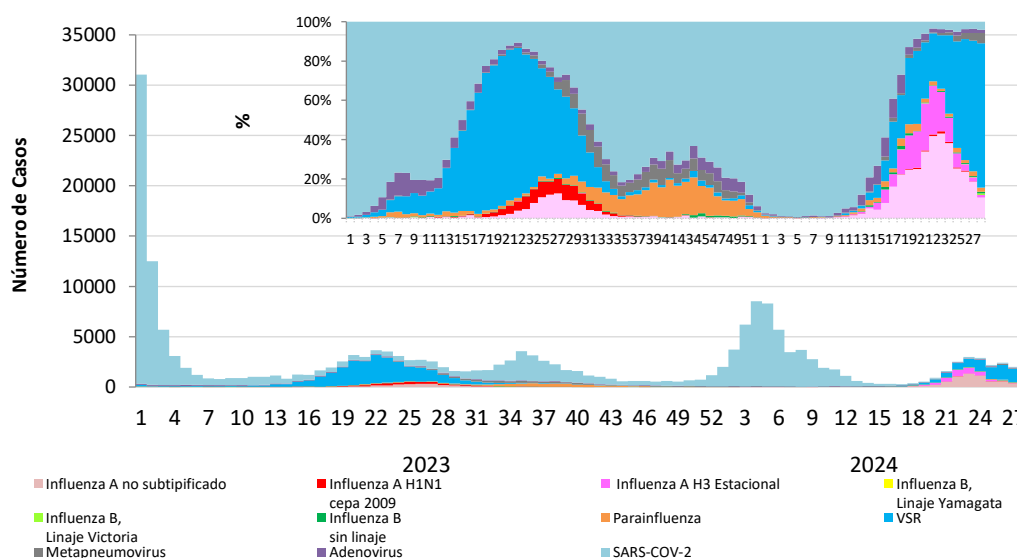 100%
80%
60%
40%
20%
0%
%
1 3 5 7 9 11 13 15 17 19 21 23 25 27 29 31 33 35 37 39 41 43 45 47 49 51 1 3 5 7 9 11 13 15 17 19 21 23 25 27
35000
30000
25000
20000
15000
10000
5000
0
Número de Casos
1 4 7 10 13 16 19 22 25 28 31 34 37 40 43 46 49 52 3 6 9 12 15 18 21 24 27
2023 2024
Influenza A no subtipificado
Influenza A H1N1
cepa 2009
Influenza A H3 Estacional
Influenza B,
Linaje Yamagata
Influenza B,
Linaje Victoria
Influenza B
sin linaje
Parainfluenza
VSR
Metapneumovirus
Adenovirus
SARS-COV-2